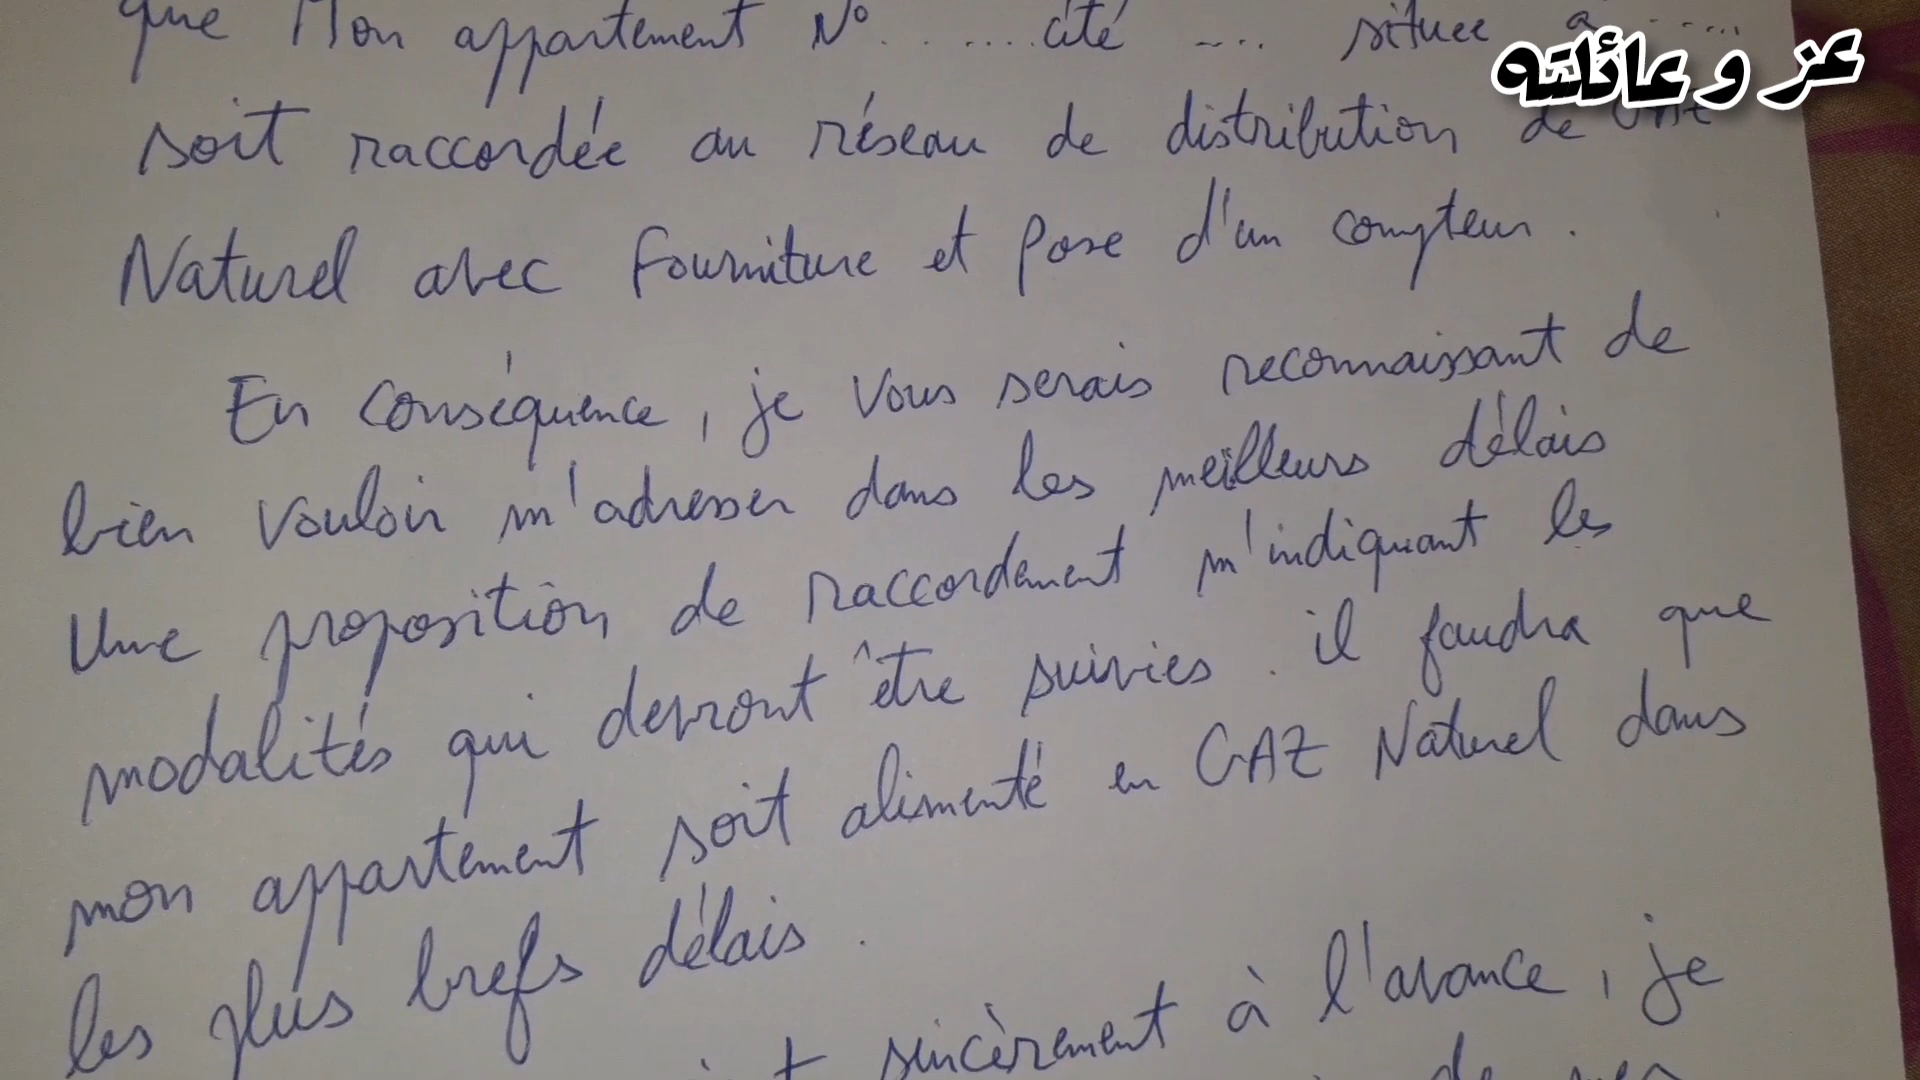 que Mon appartement N°. ..... cité .... située à .....
عز و عائلته
soit raccordée au réseau de distribution de GAZ
Naturel avec fourniture et pose d'un compteur.
En conséquence, je vous serais reconnaissant de
bien vouloir m'adresser dans les meilleurs délais
Une proposition de raccordement m'indiquant les
modalités qui devront être suivies. il faudra que
mon appartement soit alimenté en GAZ Naturel dans
les plus brefs délais.
sincèrement à l'avance, je
de mes